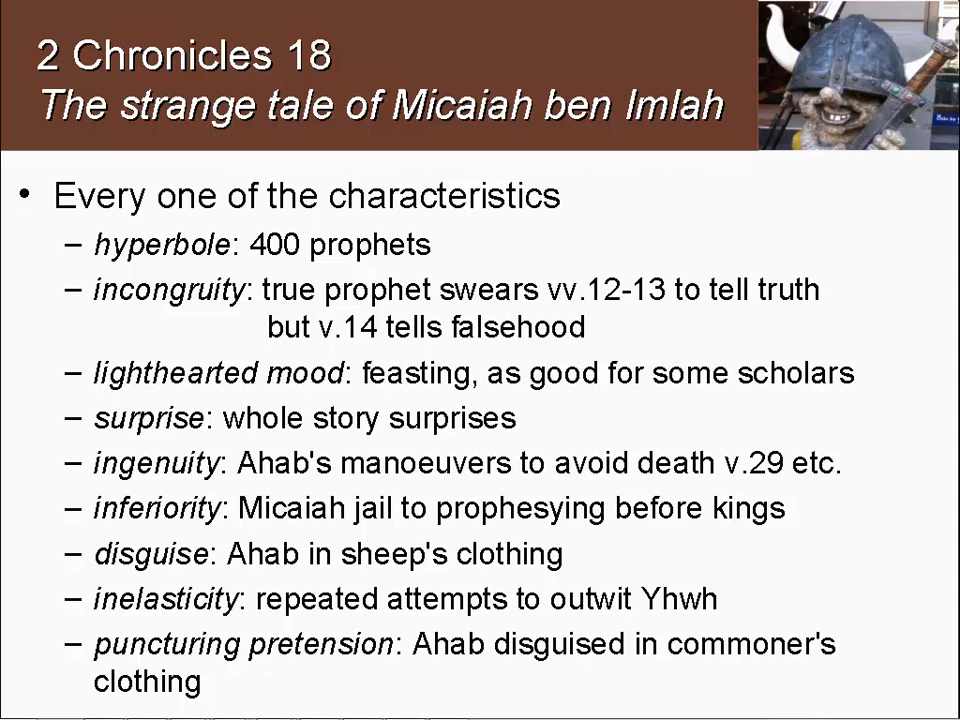 2 Chronicles 18
The strange tale of Micaiah ben Imlah
• Every one of the characteristics
– hyperbole: 400 prophets
– incongruity: true prophet swears vv.12-13 to tell truth
but v.14 tells falsehood
– lighthearted mood: feasting, as good for some scholars
– surprise: whole story surprises
– ingenuity: Ahab's manoeuvers to avoid death v.29 etc.
– inferiority: Micaiah jail to prophesying before kings
– disguise: Ahab in sheep's clothing
– inelasticity: repeated attempts to outwit Yhwh
– puncturing pretension: Ahab disguised in commoner's
clothing